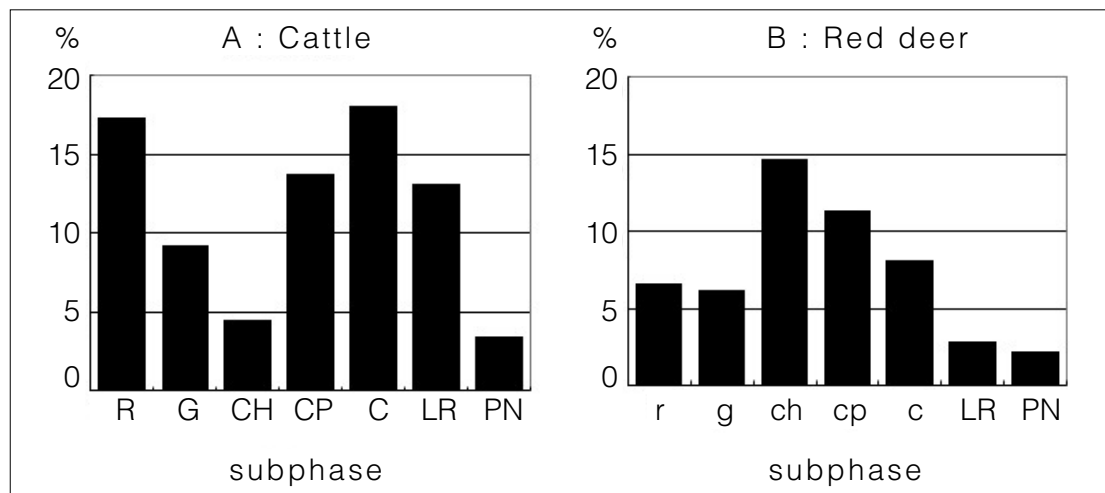 % A : Cattle
20
15
10
5
0
R G CH CP C LR PN
subphase
% B : Red deer
20
15
10
5
0
r g ch cp c LR PN
subphase